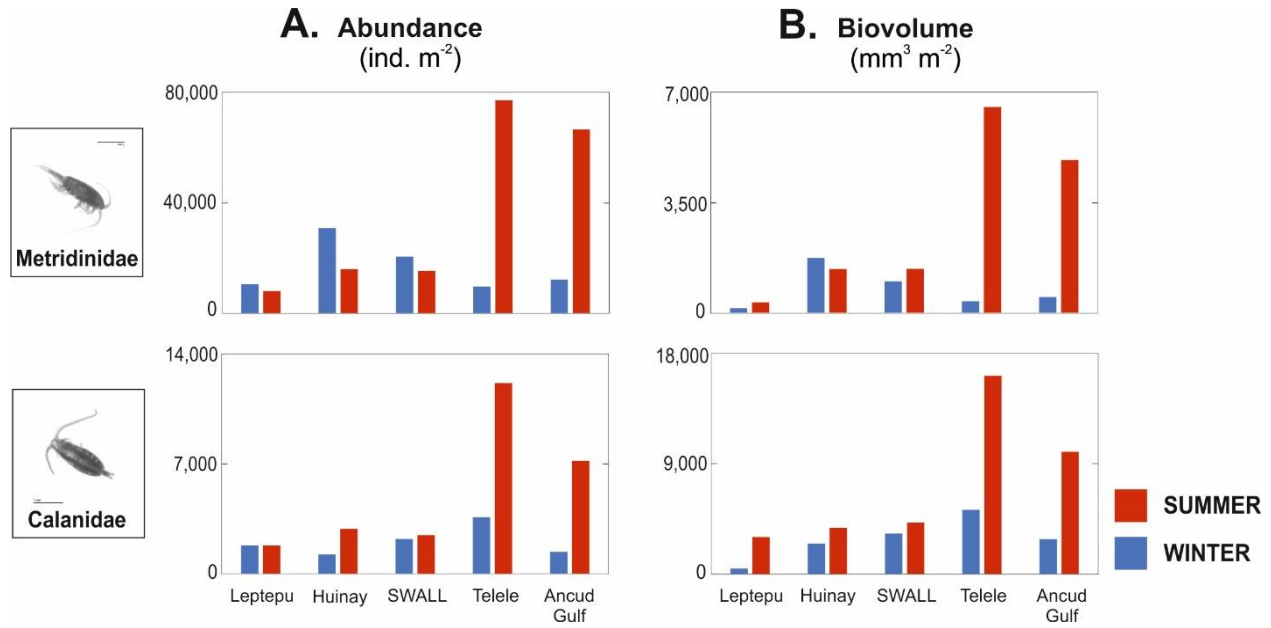 A. Abundance
(ind. m⁻²)
B. Biovolume
(mm³ m⁻²)
80,000
40,000
0
7,000
3,500
0
Metridinidae
14,000
7,000
0
18,000
9,000
0
Calanidae
Leptepu
Huinay
SWALL
Telele
Ancud
Gulf
Leptepu
Huinay
SWALL
Telele
Ancud
Gulf
SUMMER
WINTER